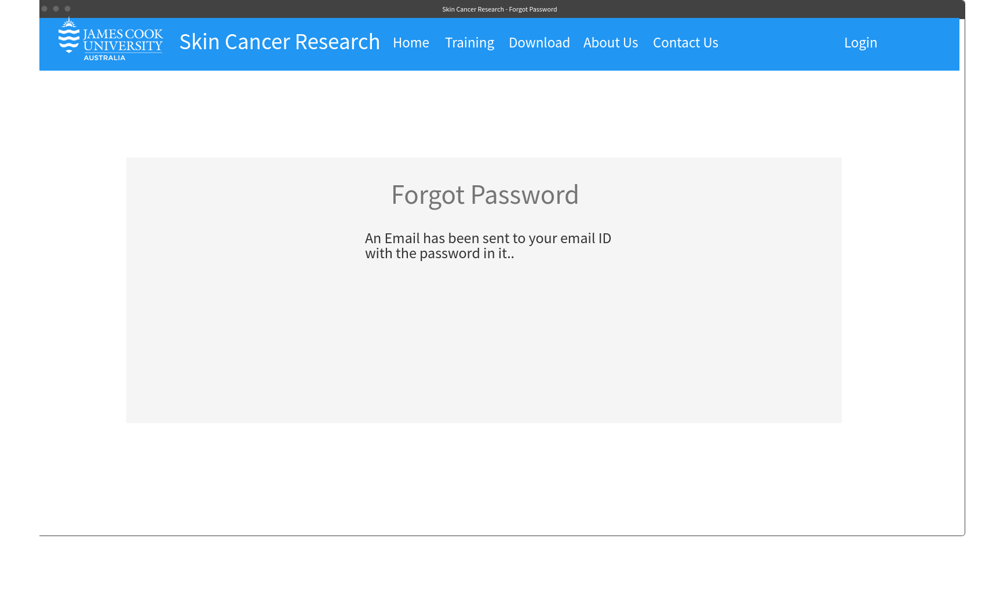 Skin Cancer Research - Forgot Password
JAMES COOK
UNIVERSITY
AUSTRALIA
Skin Cancer Research Home Training Download About Us Contact Us Login
Forgot Password
An Email has been sent to your email ID
with the password in it..